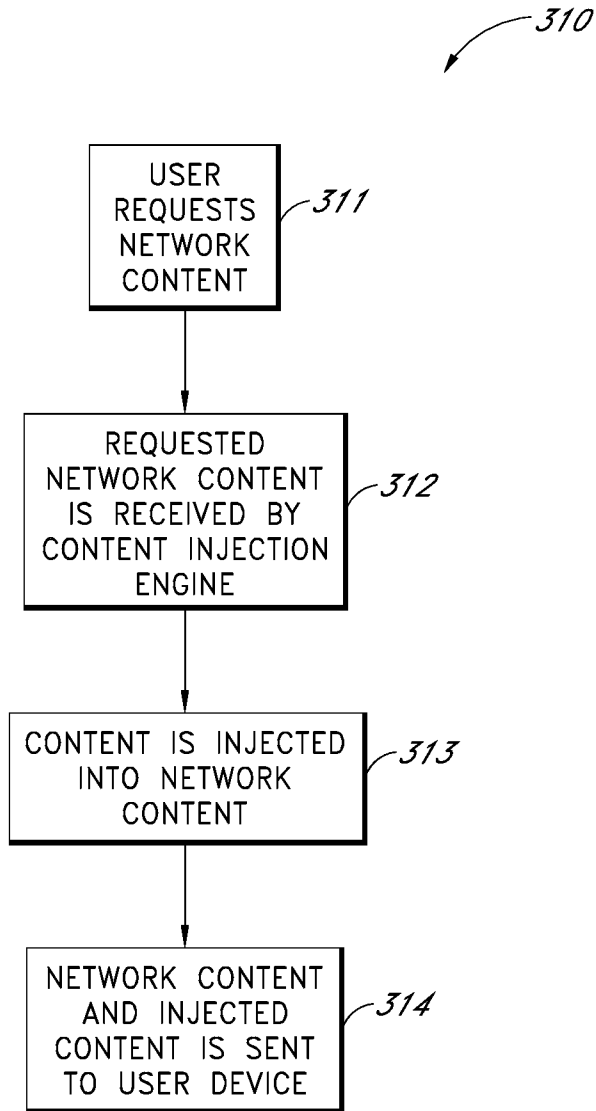 310
USER
REQUESTS
NETWORK
CONTENT
311
REQUESTED
NETWORK CONTENT
IS RECEIVED BY
CONTENT INJECTION
ENGINE
312
CONTENT IS INJECTED
INTO NETWORK
CONTENT
313
NETWORK CONTENT
AND INJECTED
CONTENT IS SENT
TO USER DEVICE
314